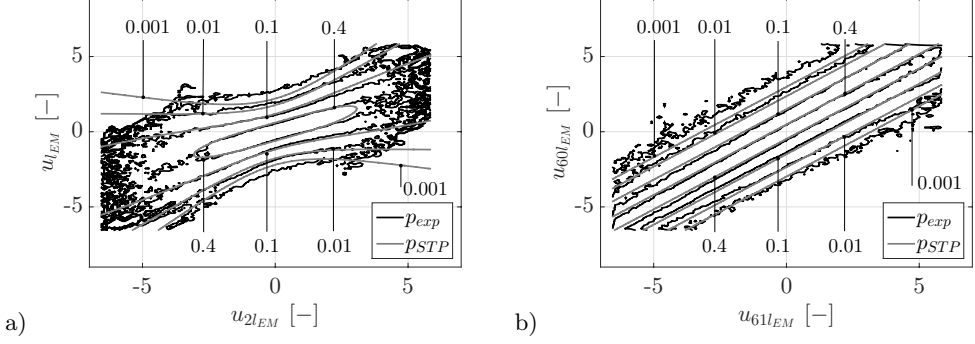 0.001 0.01 0.1 0.4
5
0
-5
u_{l_{EM}} [−]
0.001
p_{exp}
p_{STP}
0.4 0.1 0.01
-5 0 5
u_{2l_{EM}} [−]
a)
0.001 0.01 0.1 0.4
5
0
-5
u_{60l_{EM}} [−]
0.001
p_{exp}
p_{STP}
0.4 0.1 0.01
-5 0 5
u_{61l_{EM}} [−]
b)